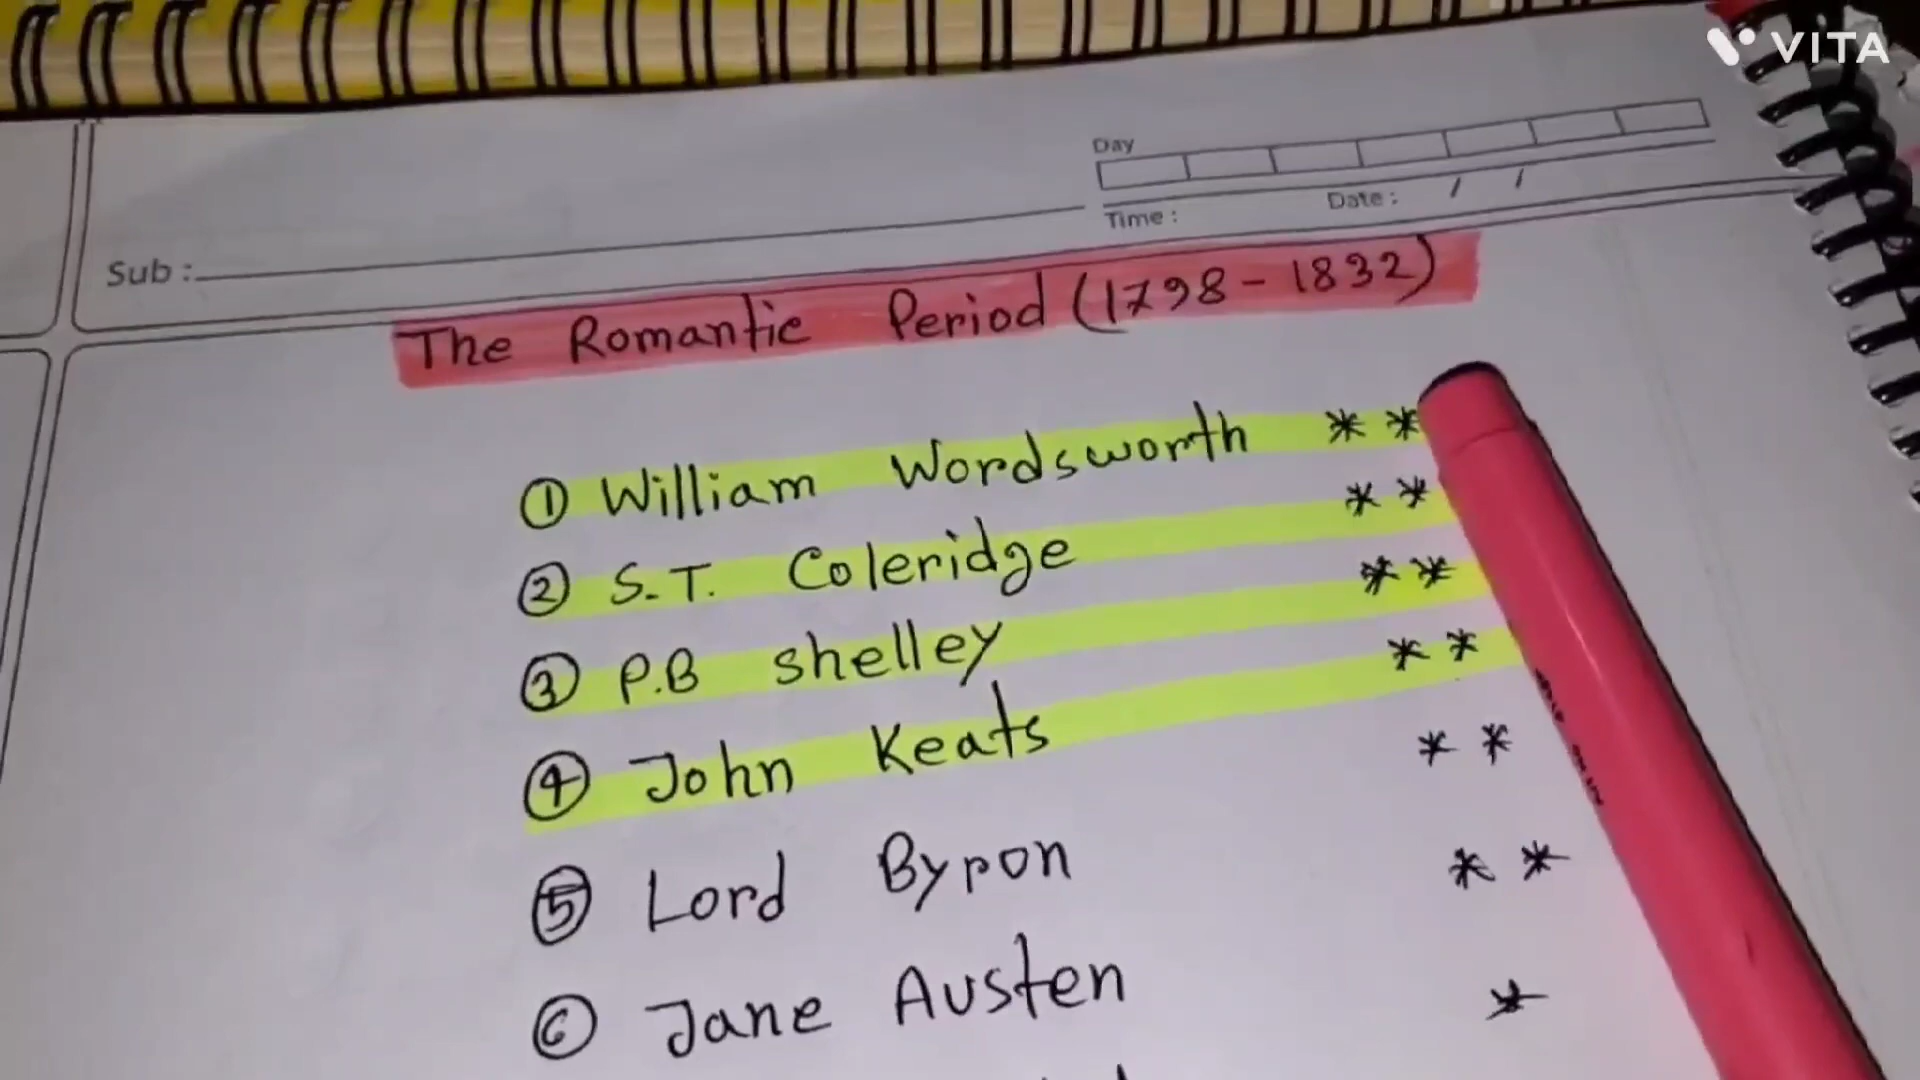 VITA
Day
Time : Date : / /
Sub :
The Romantic Period (1798 - 1832)
① William Wordsworth * *
② S.T. Coleridge * *
③ P.B Shelley * *
④ John Keats * *
* *
⑤ Lord Byron * *
⑥ Jane Austen *